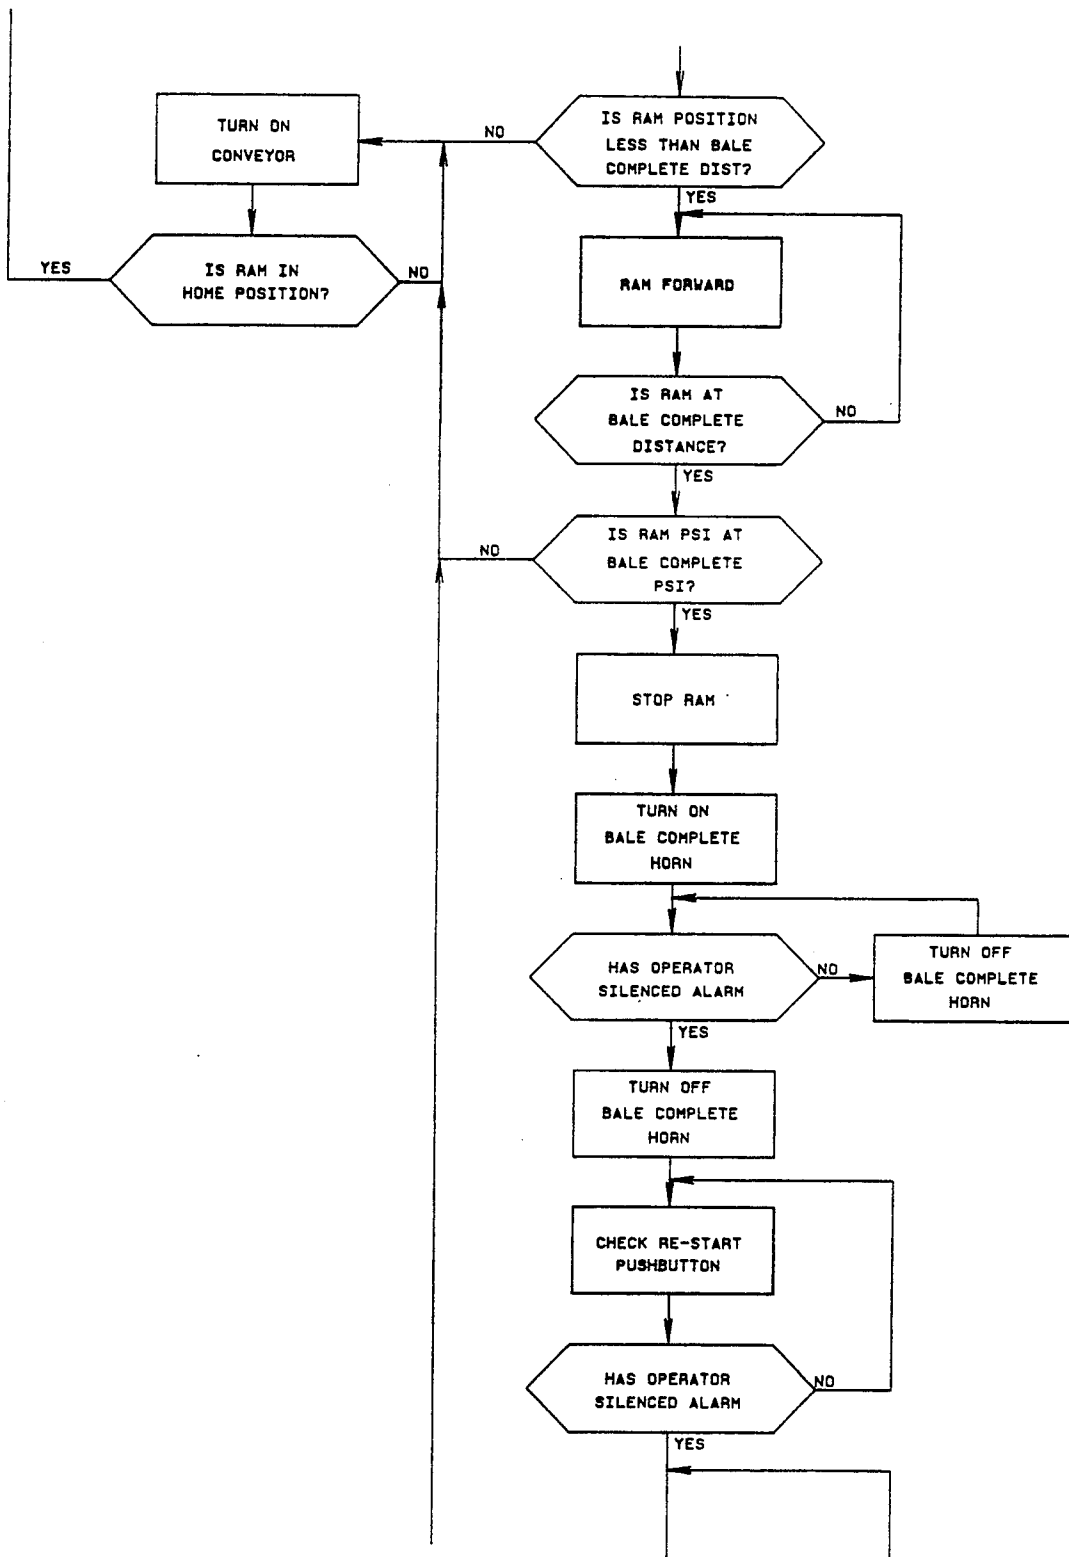 IS RAM POSITION
LESS THAN BALE
COMPLETE DIST?
NO
YES
TURN ON
CONVEYOR
IS RAM IN
HOME POSITION?
YES
NO
RAM FORWARD
IS RAM AT
BALE COMPLETE
DISTANCE?
NO
YES
IS RAM PSI AT
BALE COMPLETE
PSI?
NO
YES
STOP RAM
TURN ON
BALE COMPLETE
HORN
HAS OPERATOR
SILENCED ALARM
NO
TURN OFF
BALE COMPLETE
HORN
YES
TURN OFF
BALE COMPLETE
HORN
CHECK RE-START
PUSHBUTTON
HAS OPERATOR
SILENCED ALARM
NO
YES